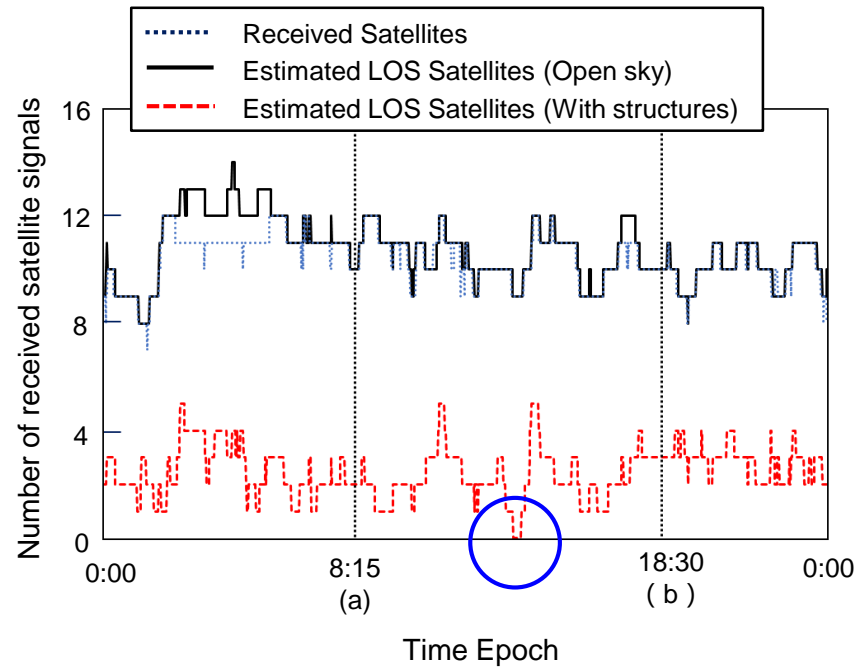 Received Satellites
Estimated LOS Satellites (Open sky)
Estimated LOS Satellites (With structures)
Number of received satellite signals
16
12
8
4
0
0:00
8:15
18:30
0:00
(a)
( b )
Time Epoch